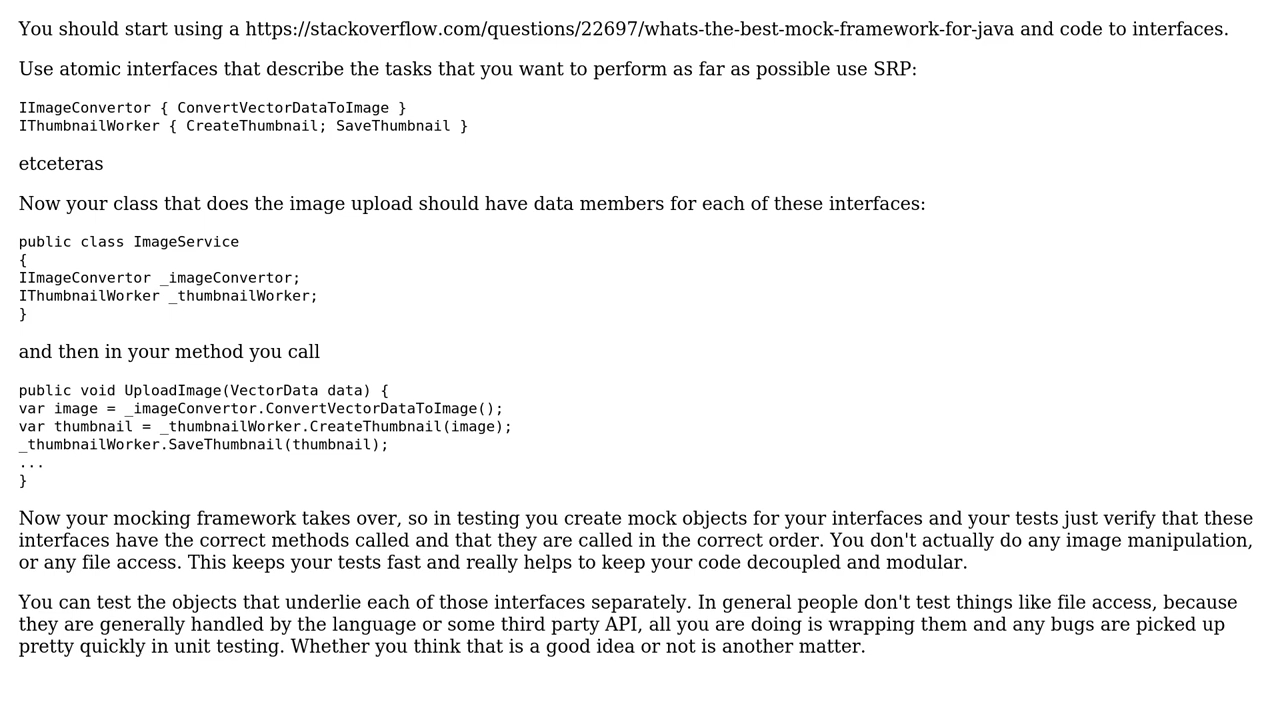 You should start using a https://stackoverflow.com/questions/22697/whats-the-best-mock-framework-for-java and code to interfaces.
Use atomic interfaces that describe the tasks that you want to perform as far as possible use SRP:
IImageConvertor { ConvertVectorDataToImage }
IThumbnailWorker { CreateThumbnail; SaveThumbnail }
etceteras
Now your class that does the image upload should have data members for each of these interfaces:
public class ImageService
{
IImageConvertor _imageConvertor;
IThumbnailWorker _thumbnailWorker;
}
and then in your method you call
public void UploadImage(VectorData data) {
var image = _imageConvertor.ConvertVectorDataToImage();
var thumbnail = _thumbnailWorker.CreateThumbnail(image);
_thumbnailWorker.SaveThumbnail(thumbnail);
...
}
Now your mocking framework takes over, so in testing you create mock objects for your interfaces and your tests just verify that these
interfaces have the correct methods called and that they are called in the correct order. You don't actually do any image manipulation,
or any file access. This keeps your tests fast and really helps to keep your code decoupled and modular.
You can test the objects that underlie each of those interfaces separately. In general people don't test things like file access, because
they are generally handled by the language or some third party API, all you are doing is wrapping them and any bugs are picked up
pretty quickly in unit testing. Whether you think that is a good idea or not is another matter.